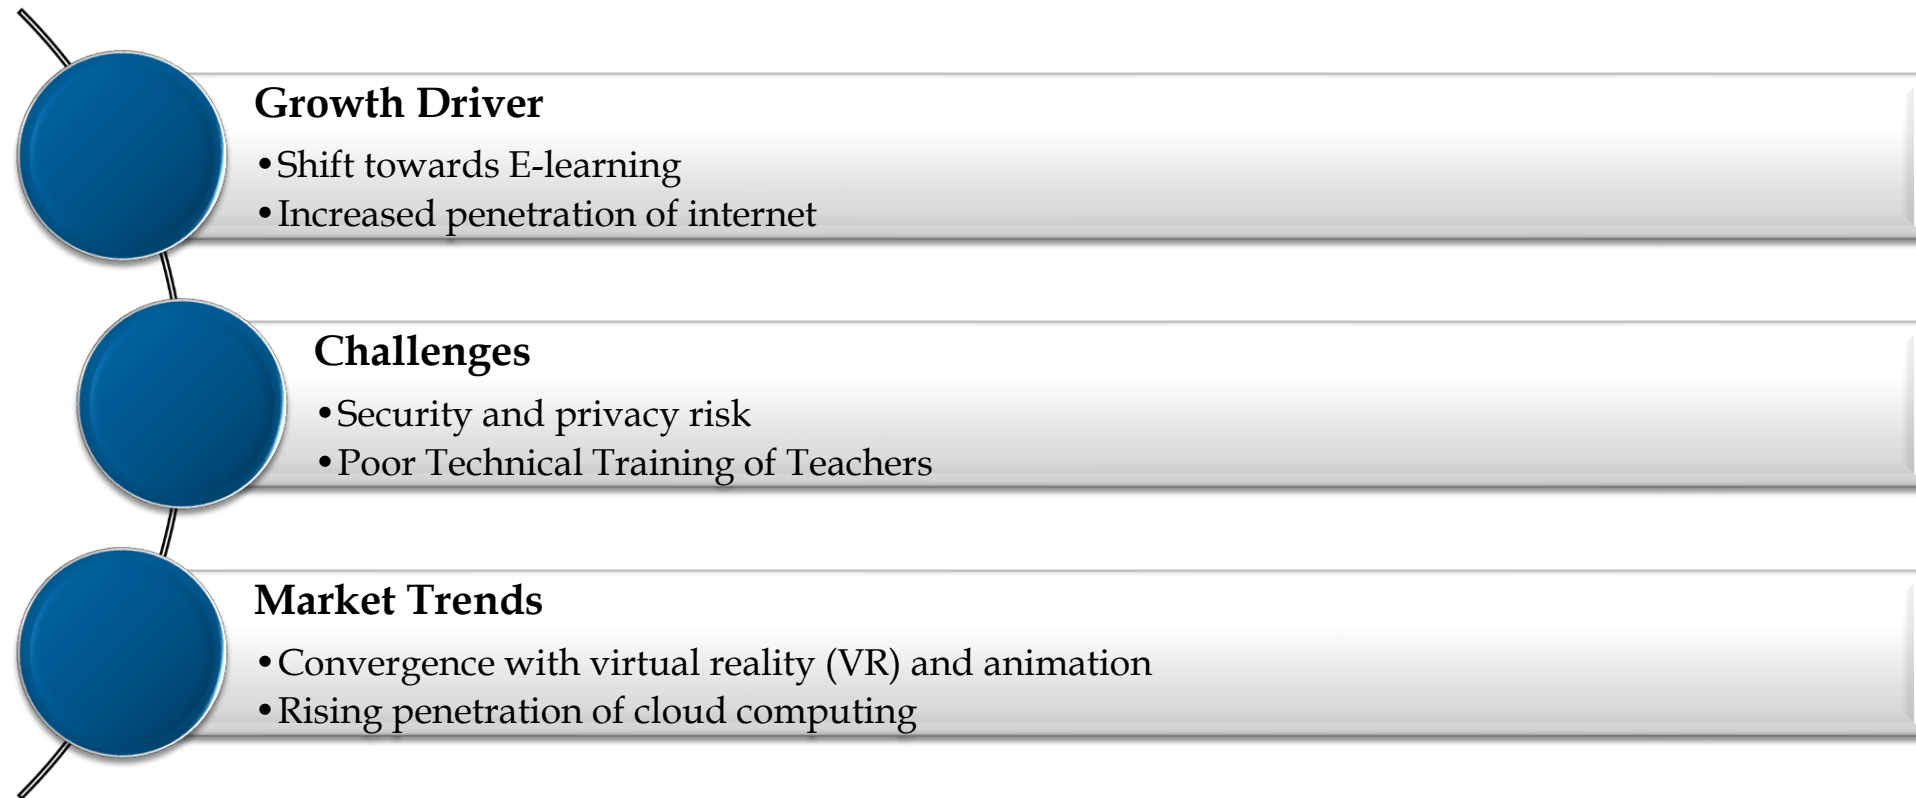 Growth Driver
•Shift towards E-learning
•Increased penetration of internet
Challenges
•Security and privacy risk
•Poor Technical Training of Teachers
Market Trends
•Convergence with virtual reality (VR) and animation
•Rising penetration of cloud computing